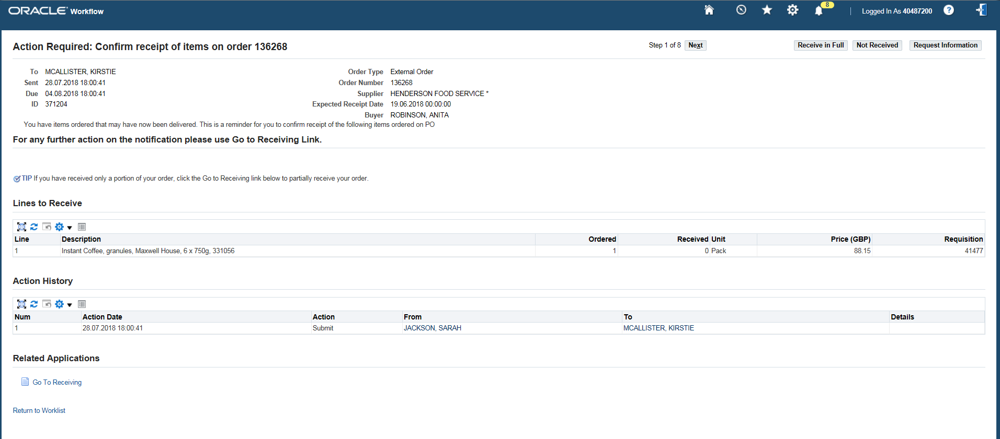 ORACLE Workflow
8
Logged In As 40487200
?
Action Required: Confirm receipt of items on order 136268
Step 1 of 8 Next
Receive in Full Not Received Request Information
To MCALLISTER, KIRSTIE
Sent 28.07.2018 18:00:41
Due 04.08.2018 18:00:41
ID 371204
Order Type External Order
Order Number 136268
Supplier HENDERSON FOOD SERVICE *
Expected Receipt Date 19.06.2018 00:00:00
Buyer ROBINSON, ANITA
You have items ordered that may have now been delivered. This is a reminder for you to confirm receipt of the following items ordered on PO
For any further action on the notification please use Go to Receiving Link.
TIP If you have received only a portion of your order, click the Go to Receiving link below to partially receive your order.
Lines to Receive
Line Description Ordered Received Unit Price (GBP) Requisition
1 Instant Coffee, granules, Maxwell House, 6 x 750g, 331056 1 0 Pack 88.15 41477
Action History
Num Action Date Action From To Details
1 28.07.2018 18:00:41 Submit JACKSON, SARAH MCALLISTER, KIRSTIE
Related Applications
Go To Receiving
Return to Worklist